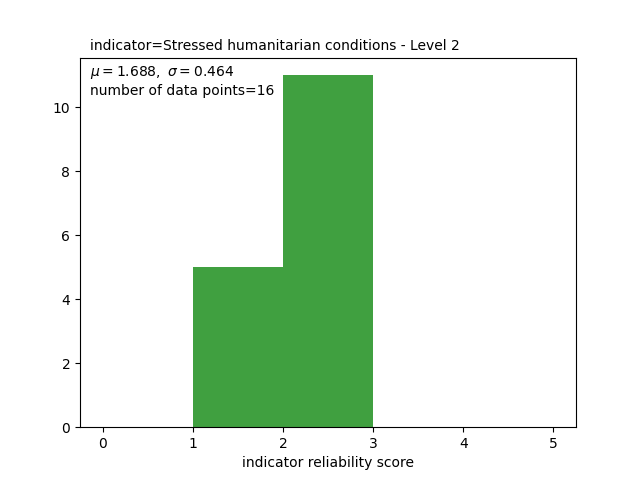 indicator=Stressed humanitarian conditions - Level 2
μ = 1.688, σ = 0.464
number of data points=16
10
8
6
4
2
0
0 1 2 3 4 5
indicator reliability score